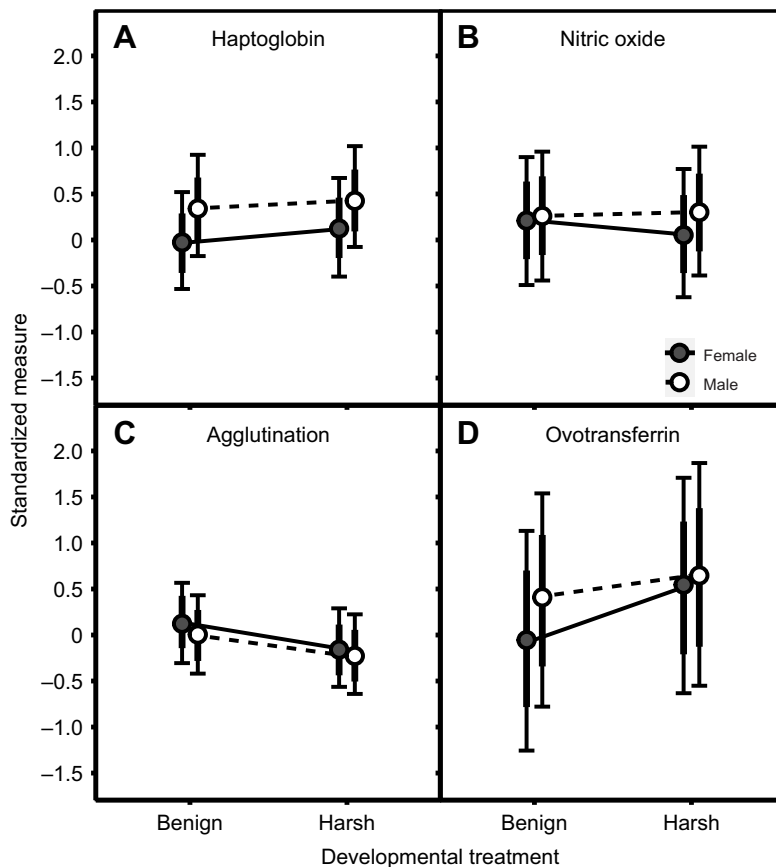 A Haptoglobin
B Nitric oxide
2.0
1.5
1.0
0.5
0
–0.5
–1.0
–1.5
Female
Male
C Agglutination
D Ovotransferrin
2.0
1.5
1.0
0.5
0
–0.5
–1.0
–1.5
Standardized measure
Benign Harsh Benign Harsh
Developmental treatment